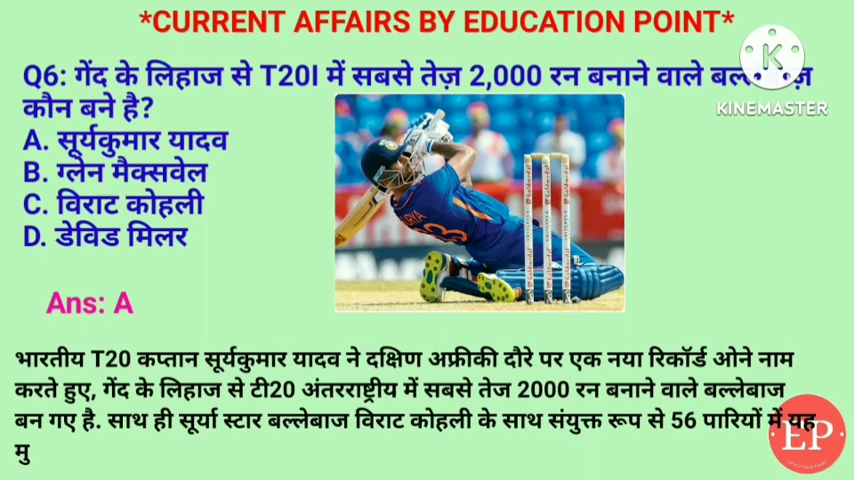 *CURRENT AFFAIRS BY EDUCATION POINT*
Q6: गेंद के लिहाज से T20I में सबसे तेज़ 2,000 रन बनाने वाले
कौन बने है?
A. सूर्यकुमार यादव
B. ग्लेन मैक्सवेल
C. विराट कोहली
D. डेविड मिलर
K
KINEMASTER
Ans: A
भारतीय T20 कप्तान सूर्यकुमार यादव ने दक्षिण अफ्रीकी दौरे पर एक नया रिकॉर्ड ओने नाम
करते हुए, गेंद के लिहाज से टी20 अंतरराष्ट्रीय में सबसे तेज 2000 रन बनाने वाले बल्लेबाज
बन गए है. साथ ही सूर्या स्टार बल्लेबाज विराट कोहली के साथ संयुक्त रूप से 56 पारियों में यह
मु
EP